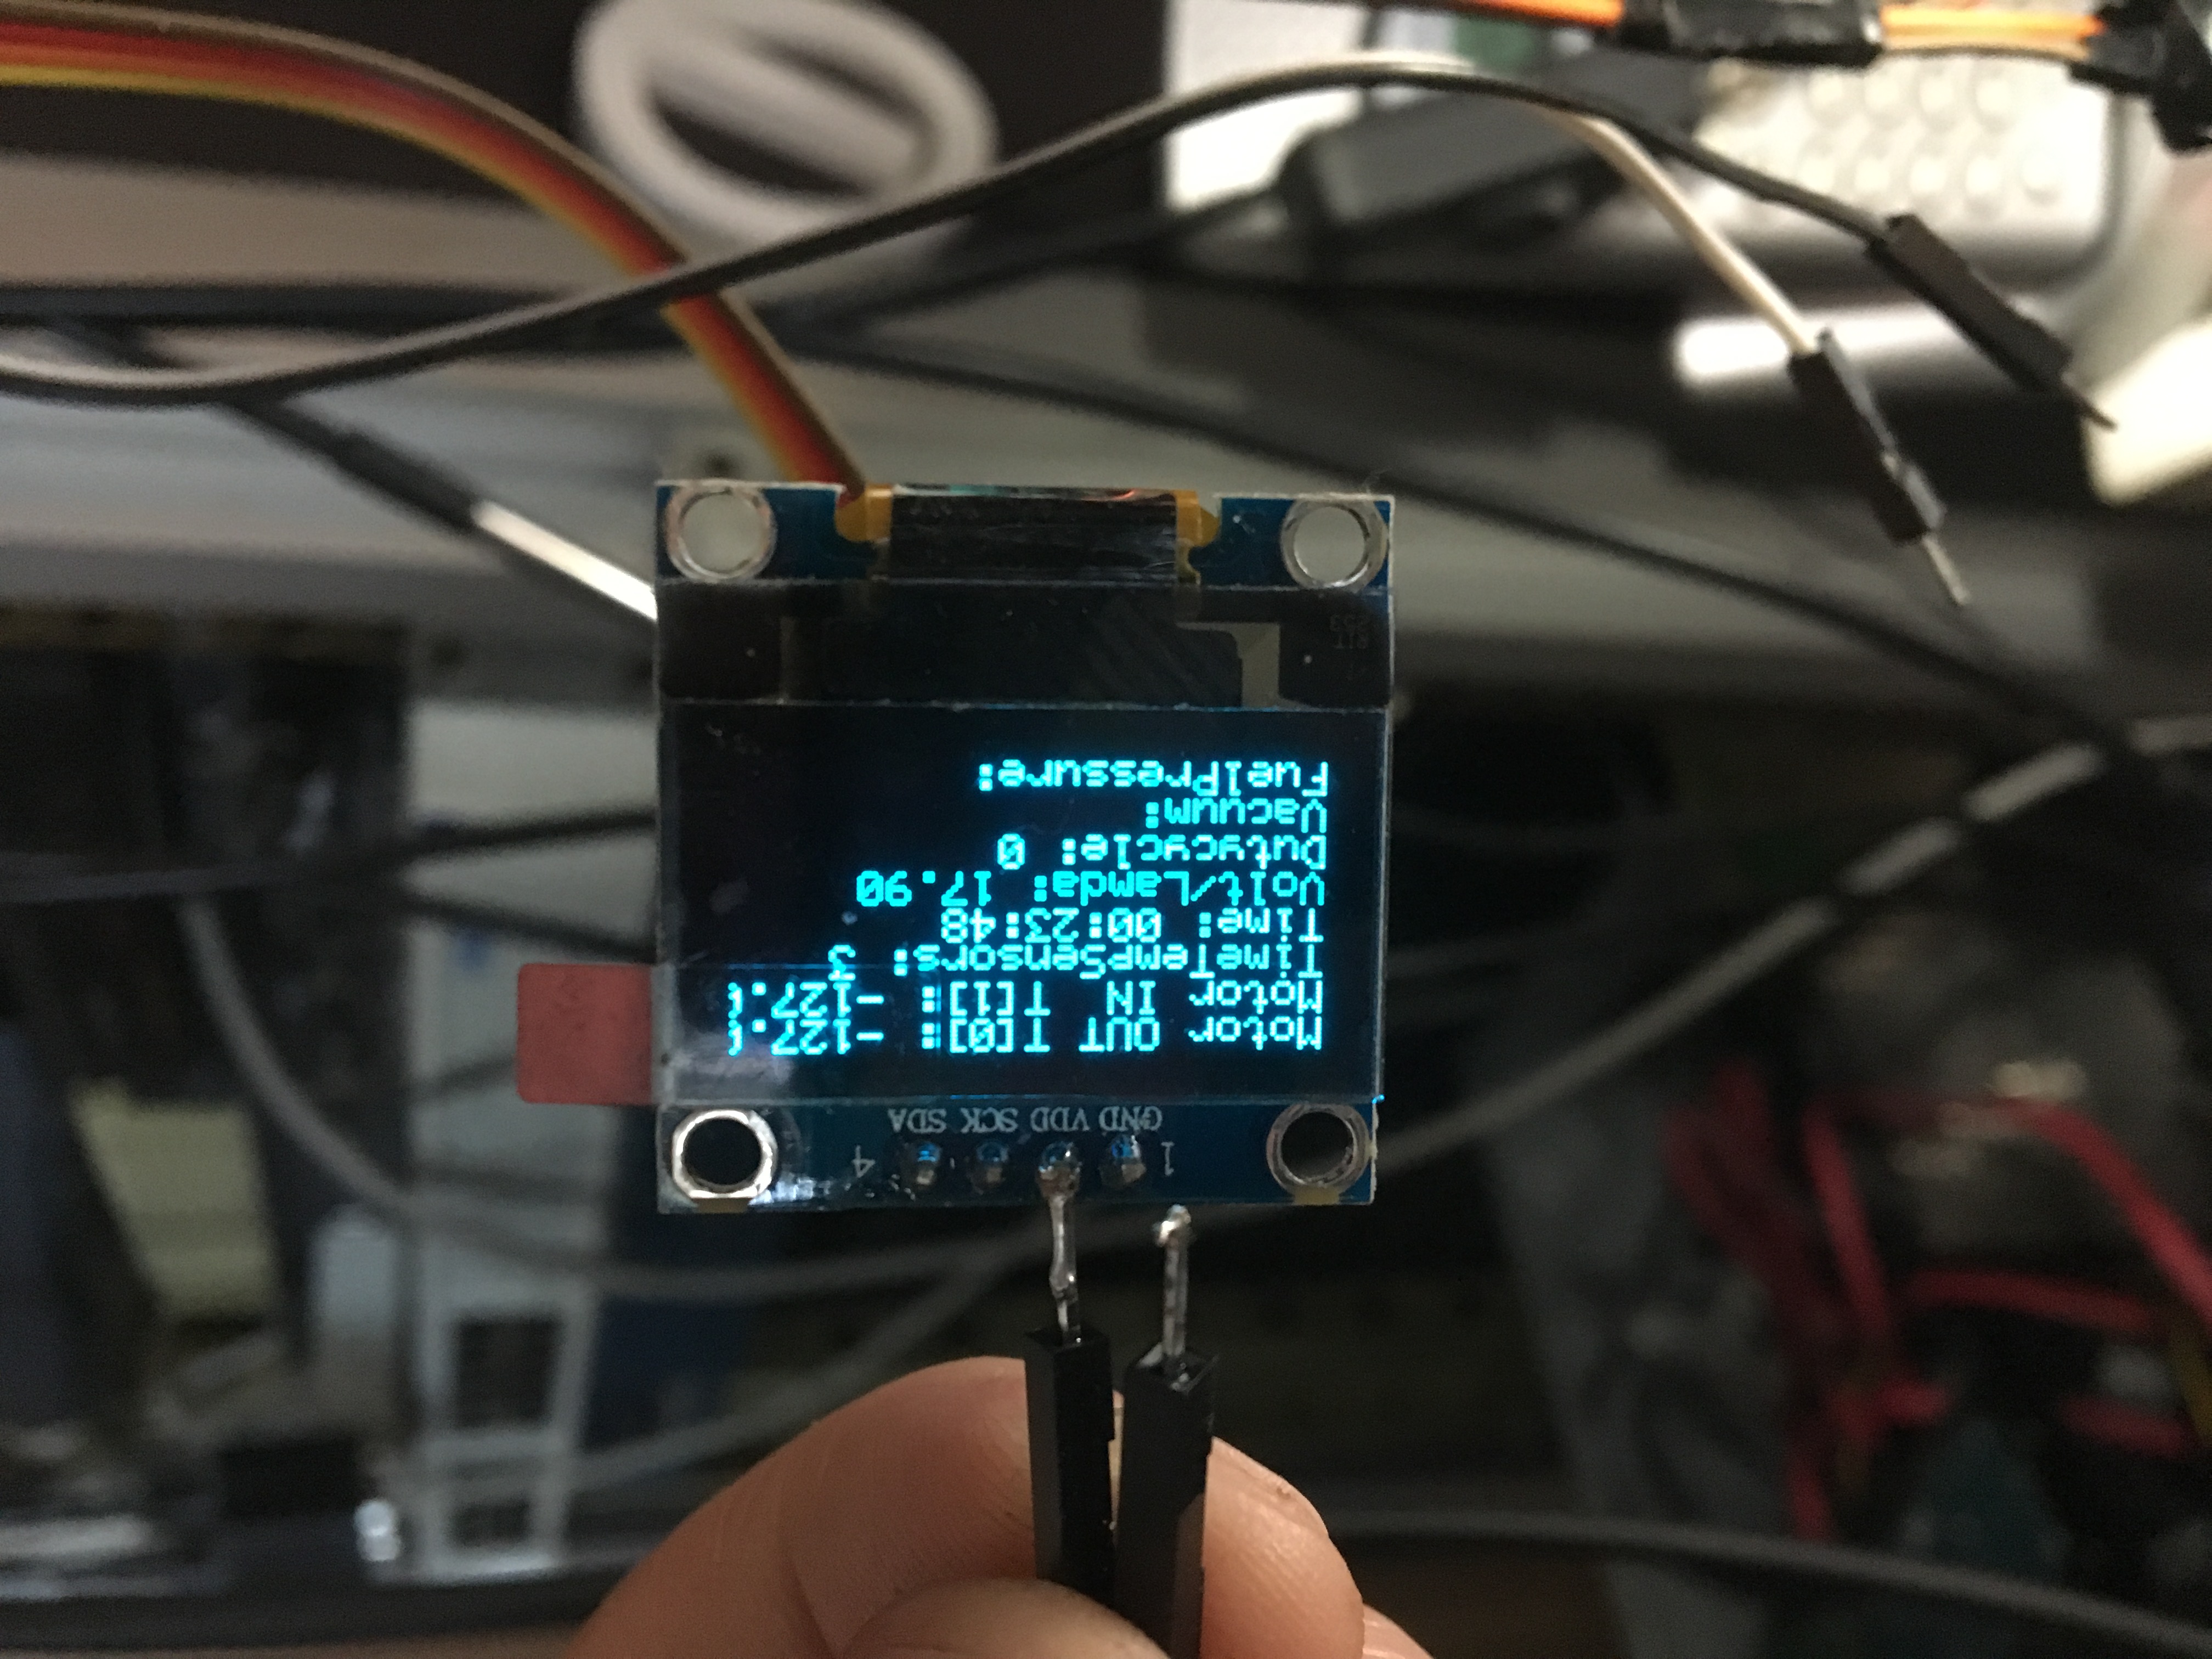 1 4
GND VDD SCK SDA
Motor OUT T[0]: -127.
Motor IN  T[1]: -127.
TimeTempSensors: 3
Time: 00:23:48
Volt/Lamda: 17.90
Dutycycle: 0
Vacuum:
FuelPressure: